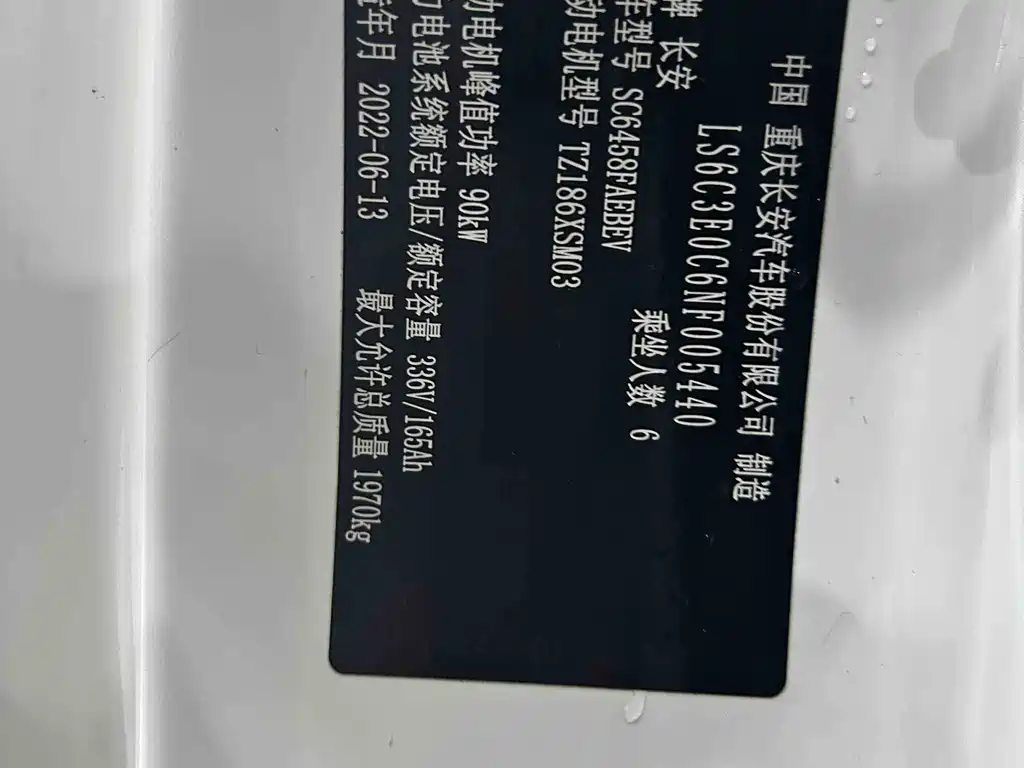 中国 重庆长安汽车股份有限公司 制造
LS6C3E0C6NF005440
牌 长安
车型号 SC6458FAEBEV 乘坐人数 6
动电机型号 TZ186XSM03
动电机峰值功率 90kW
力电池系统额定电压/额定容量 336V/165Ah
年月 2022-06-13 最大允许总质量 1970kg